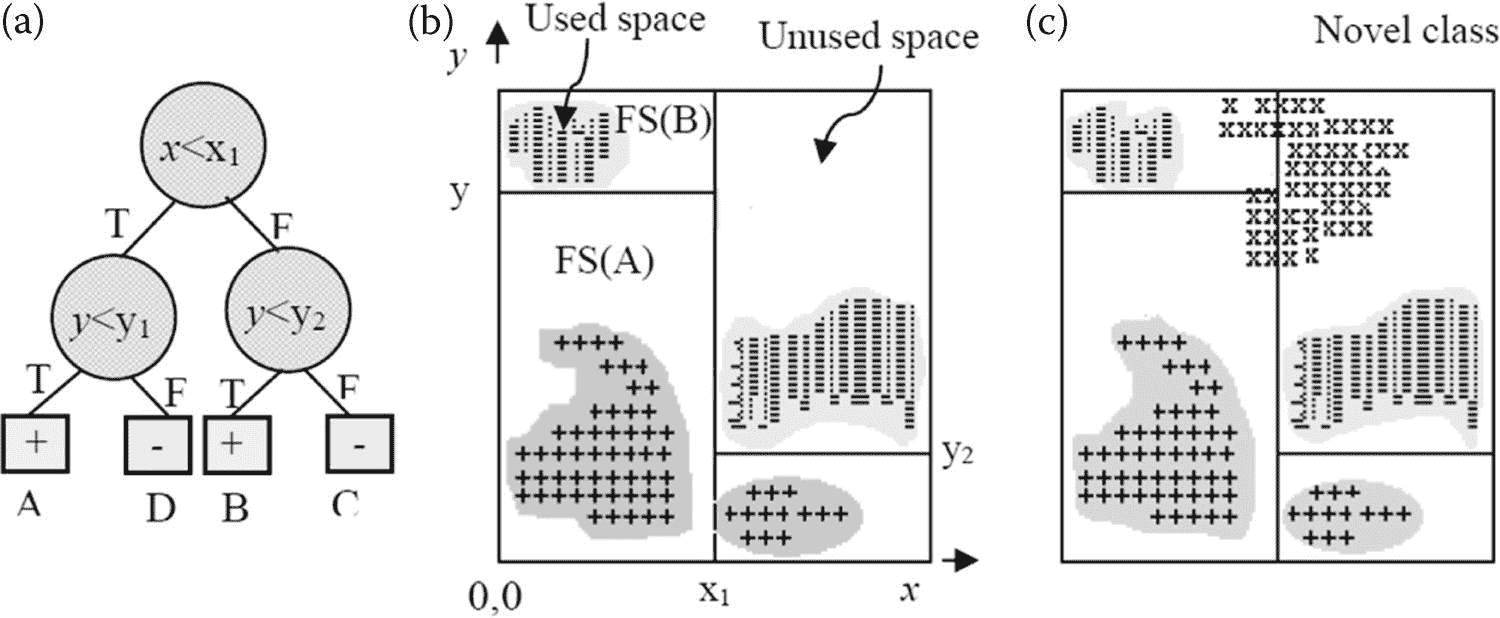 (a)
x<x1
T F
y<y1 y<y2
T F T F
+ - + -
A D B C
(b)
Used space
Unused space
y
FS(B)
y
FS(A)
y2
0,0 x1 x
(c)
Novel class